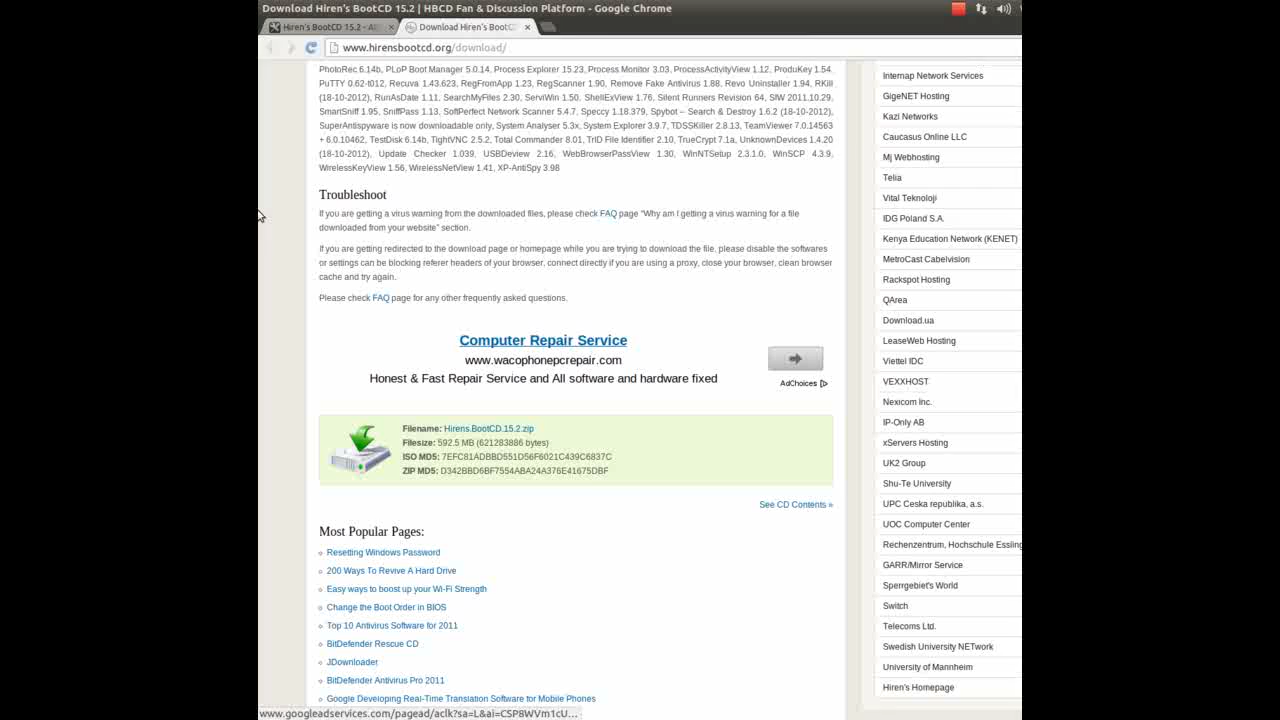 Download Hiren's BootCD 15.2 | HBCD Fan & Discussion Platform - Google Chrome
Hiren's BootCD 15.2 - A
Download Hiren's BootC
www.hirensbootcd.org/download/
PhotoRec 6.14b, PLoP Boot Manager 5.0.14, Process Explorer 15.23, Process Monitor 3.03, ProcessActivityView 1.12, ProduKey 1.54,
PuTTY 0.62-t012, Recuva 1.43.623, RegFromApp 1.23, RegScanner 1.90, Remove Fake Antivirus 1.88, Revo Uninstaller 1.94, RKill
(18-10-2012), RunAsDate 1.11, SearchMyFiles 2.30, ServiWin 1.50, ShellExView 1.76, Silent Runners Revision 64, SIW 2011.10.29,
SmartSniff 1.95, SniffPass 1.13, SoftPerfect Network Scanner 5.4.7, Speccy 1.18.379, Spybot – Search & Destroy 1.6.2 (18-10-2012),
SuperAntispyware is now downloadable only, System Analyser 5.3x, System Explorer 3.9.7, TDSSKiller 2.8.13, TeamViewer 7.0.14563
+ 6.0.10462, TestDisk 6.14b, TightVNC 2.5.2, Total Commander 8.01, TrID File Identifier 2.10, TrueCrypt 7.1a, UnknownDevices 1.4.20
(18-10-2012), Update Checker 1.039, USBDeview 2.16, WebBrowserPassView 1.30, WinNTSetup 2.3.1.0, WinSCP 4.3.9,
WirelessKeyView 1.56, WirelessNetView 1.41, XP-AntiSpy 3.98
Troubleshoot
If you are getting a virus warning from the downloaded files, please check FAQ page "Why am I getting a virus warning for a file
downloaded from your website" section.
If you are getting redirected to the download page or homepage while you are trying to download the file, please disable the softwares
or settings can be blocking referer headers of your browser, connect directly if you are using a proxy, close your browser, clean browser
cache and try again.
Please check FAQ page for any other frequently asked questions.
Computer Repair Service
www.wacophonepcrepair.com
Honest & Fast Repair Service and All software and hardware fixed
AdChoices
Filename: Hirens.BootCD.15.2.zip
Filesize: 592.5 MB (621283886 bytes)
ISO MD5: 7EFC81ADBBD551D56F6021C439C6837C
ZIP MD5: D342BBD6BF7554ABA24A376E41675DBF
See CD Contents »
Most Popular Pages:
Resetting Windows Password
200 Ways To Revive A Hard Drive
Easy ways to boost up your Wi-Fi Strength
Change the Boot Order in BIOS
Top 10 Antivirus Software for 2011
BitDefender Rescue CD
JDownloader
BitDefender Antivirus Pro 2011
Google Developing Real-Time Translation Software for Mobile Phones
www.googleadservices.com/pagead/aclk?sa=L&ai=CSP8WVm1cU...
Internap Network Services
GigeNET Hosting
Kazi Networks
Caucasus Online LLC
Mj Webhosting
Telia
Vital Teknoloji
IDG Poland S.A.
Kenya Education Network (KENET)
MetroCast Cabelvision
Rackspot Hosting
QArea
Download.ua
LeaseWeb Hosting
Viettel IDC
VEXXHOST
Nexicom Inc.
IP-Only AB
xServers Hosting
UK2 Group
Shu-Te University
UPC Ceska republika, a.s.
UOC Computer Center
Rechenzentrum, Hochschule Essling
GARR/Mirror Service
Sperrgebiet's World
Switch
Telecoms Ltd.
Swedish University NETwork
University of Mannheim
Hiren's Homepage